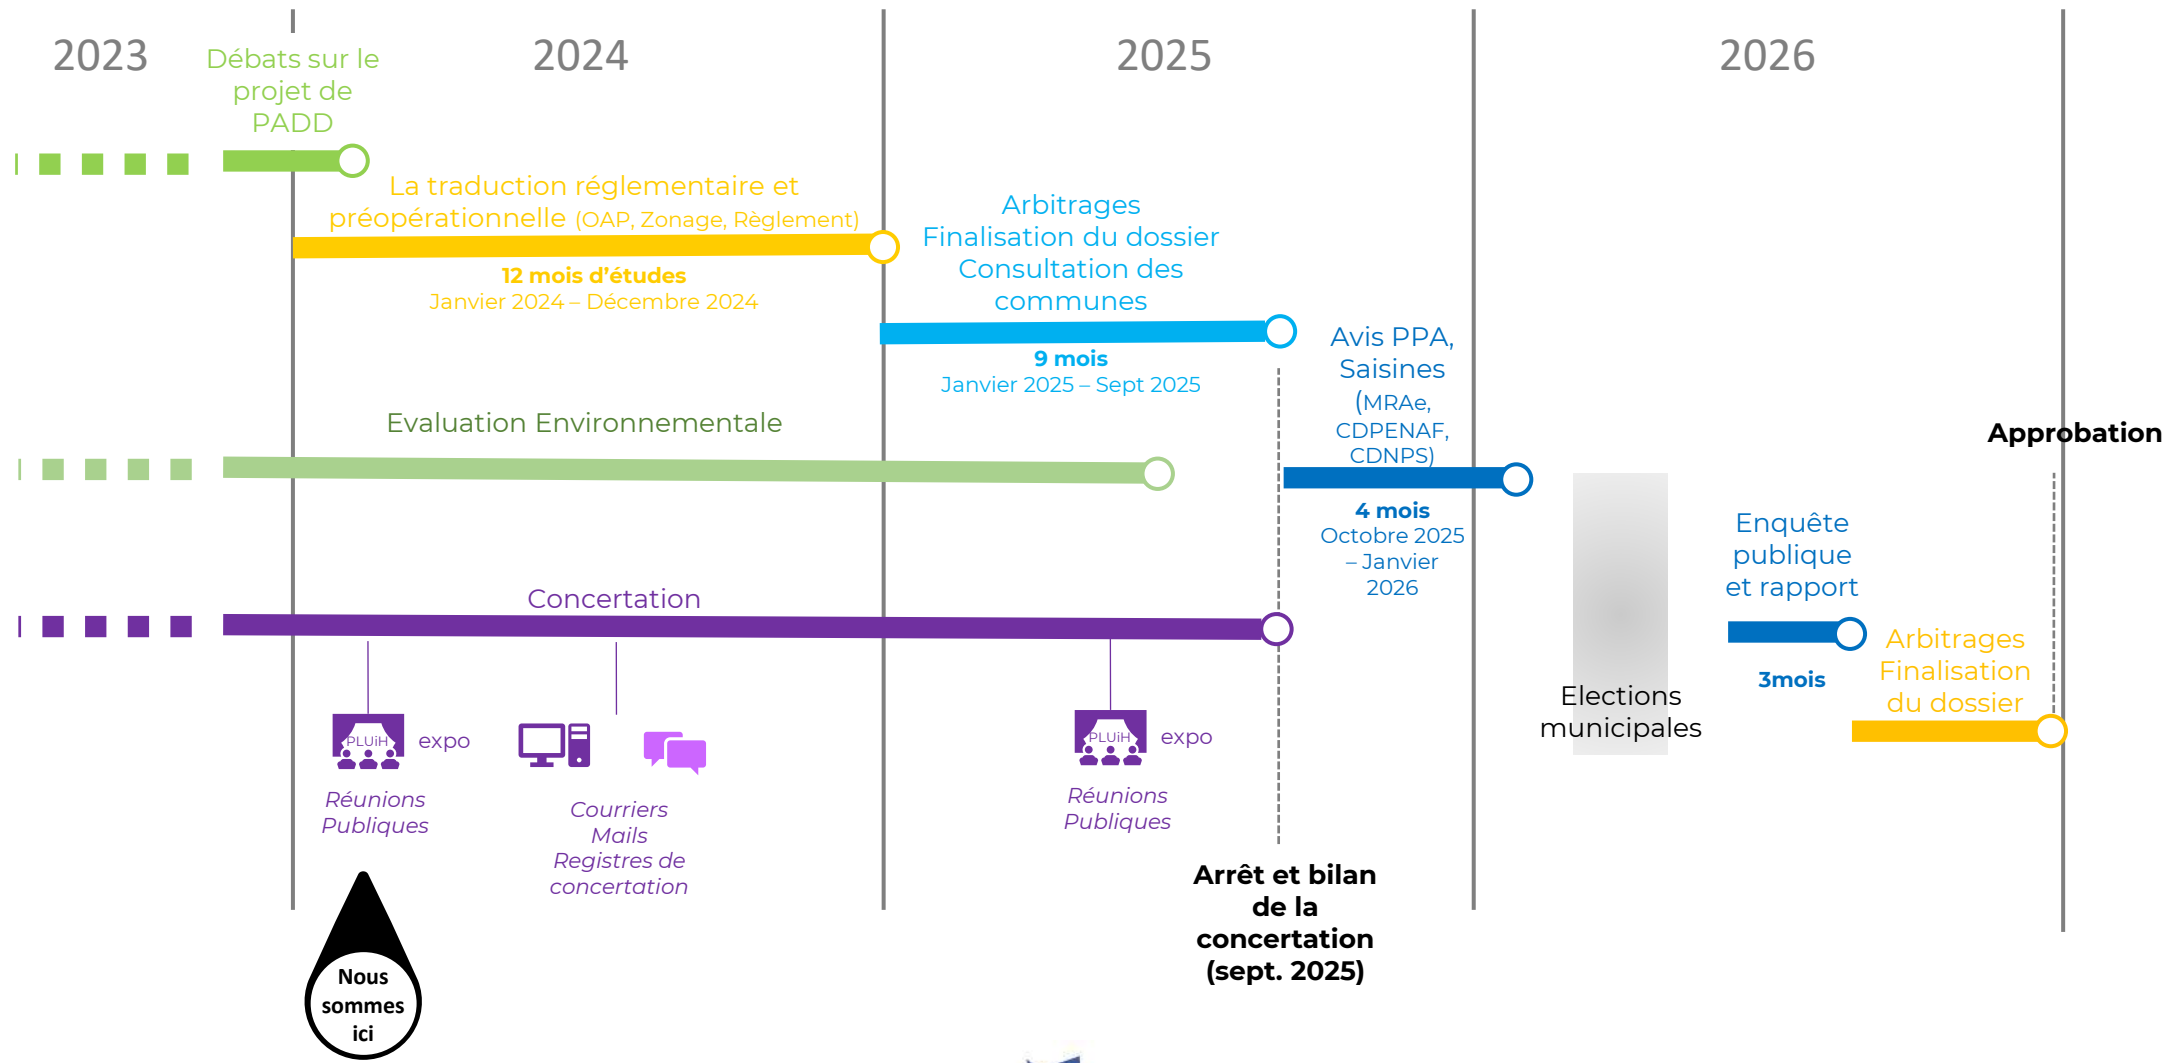 2023
2024
2025
2026
Débats sur le
projet de
PADD
La traduction réglementaire et
préopérationnelle (OAP, Zonage, Règlement)
12 mois d'études
Janvier 2024 – Décembre 2024
Arbitrages
Finalisation du dossier
Consultation des
communes
9 mois
Janvier 2025 – Sept 2025
Avis PPA,
Saisines
(MRAe,
CDPENAF,
CDNPS)
4 mois
Octobre 2025
– Janvier
2026
Evaluation Environnementale
Approbation
Enquête
publique
et rapport
3mois
Concertation
Arbitrages
Finalisation
du dossier
Elections
municipales
PLUiH
expo
Réunions
Publiques
Courriers
Mails
Registres de
concertation
PLUiH
expo
Réunions
Publiques
Arrêt et bilan
de la
concertation
(sept. 2025)
Nous
sommes
ici